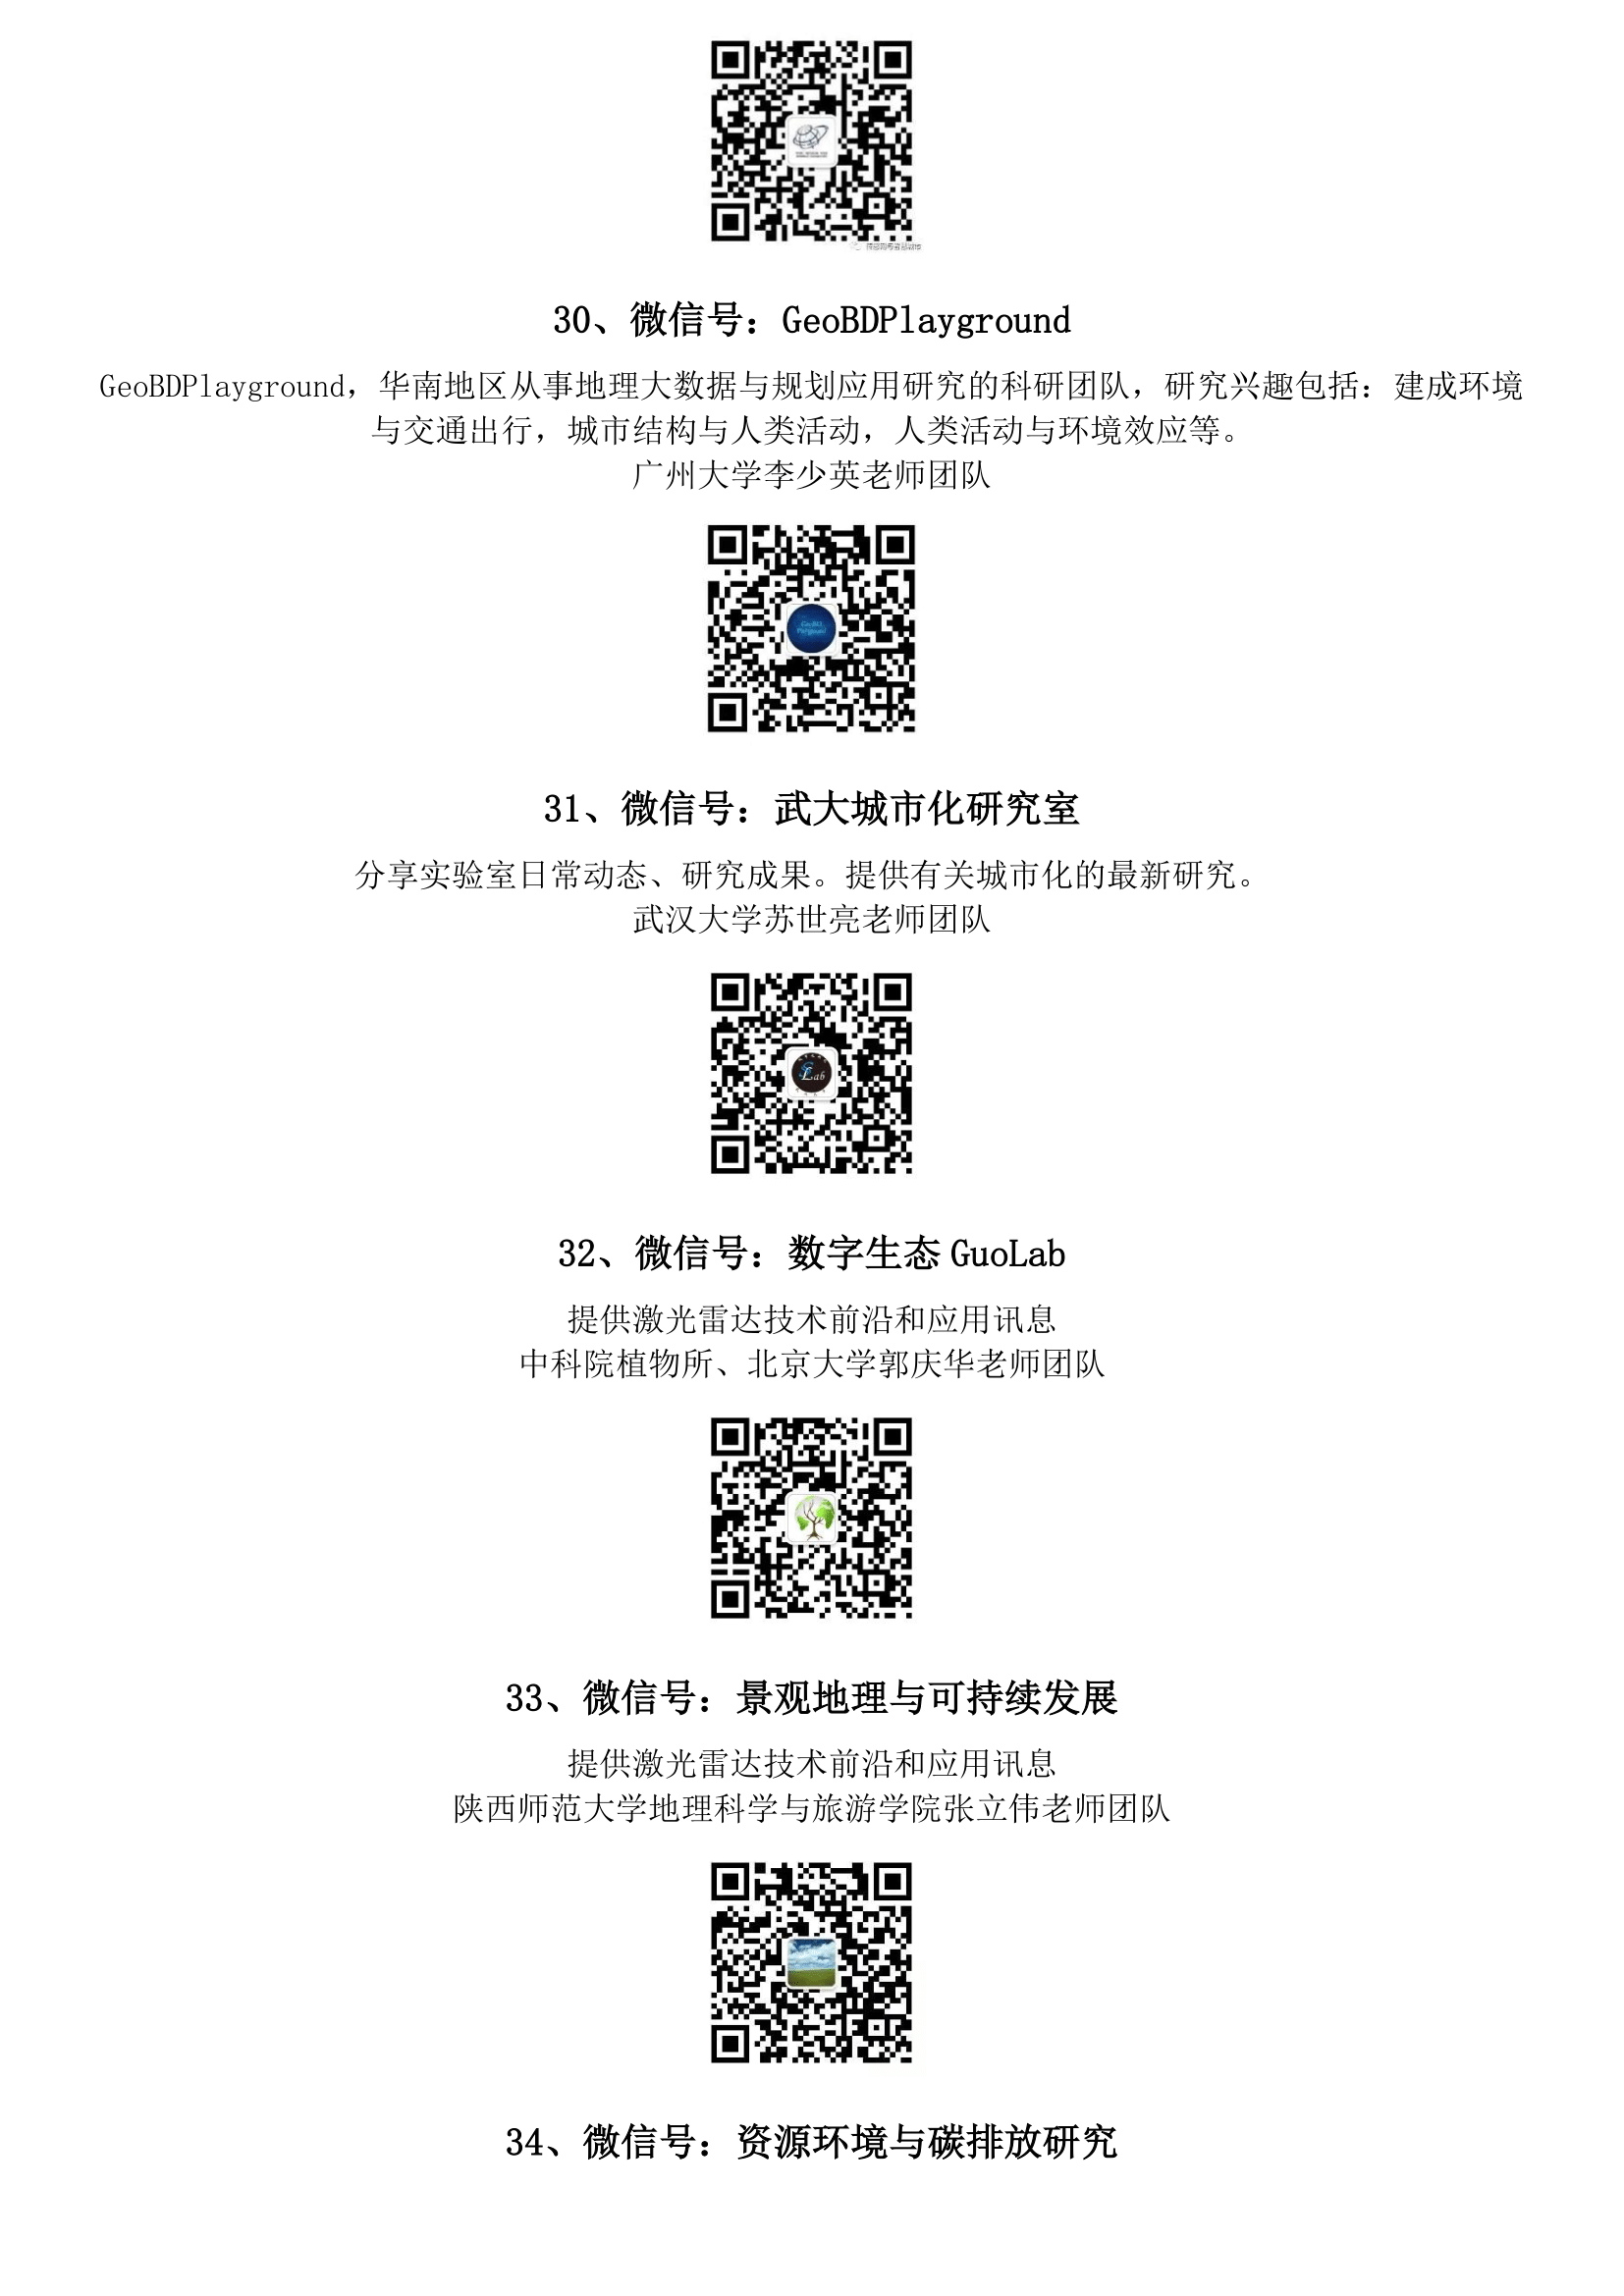 30、微信号：GeoBDPlayground
GeoBDPlayground，华南地区从事地理大数据与规划应用研究的科研团队，研究兴趣包括：建成环境
与交通出行，城市结构与人类活动，人类活动与环境效应等。
广州大学李少英老师团队
GeoBD
Playground
31、微信号：武大城市化研究室
分享实验室日常动态、研究成果。提供有关城市化的最新研究。
武汉大学苏世亮老师团队
Lab
32、微信号：数字生态 GuoLab
提供激光雷达技术前沿和应用讯息
中科院植物所、北京大学郭庆华老师团队
33、微信号：景观地理与可持续发展
提供激光雷达技术前沿和应用讯息
陕西师范大学地理科学与旅游学院张立伟老师团队
34、微信号：资源环境与碳排放研究